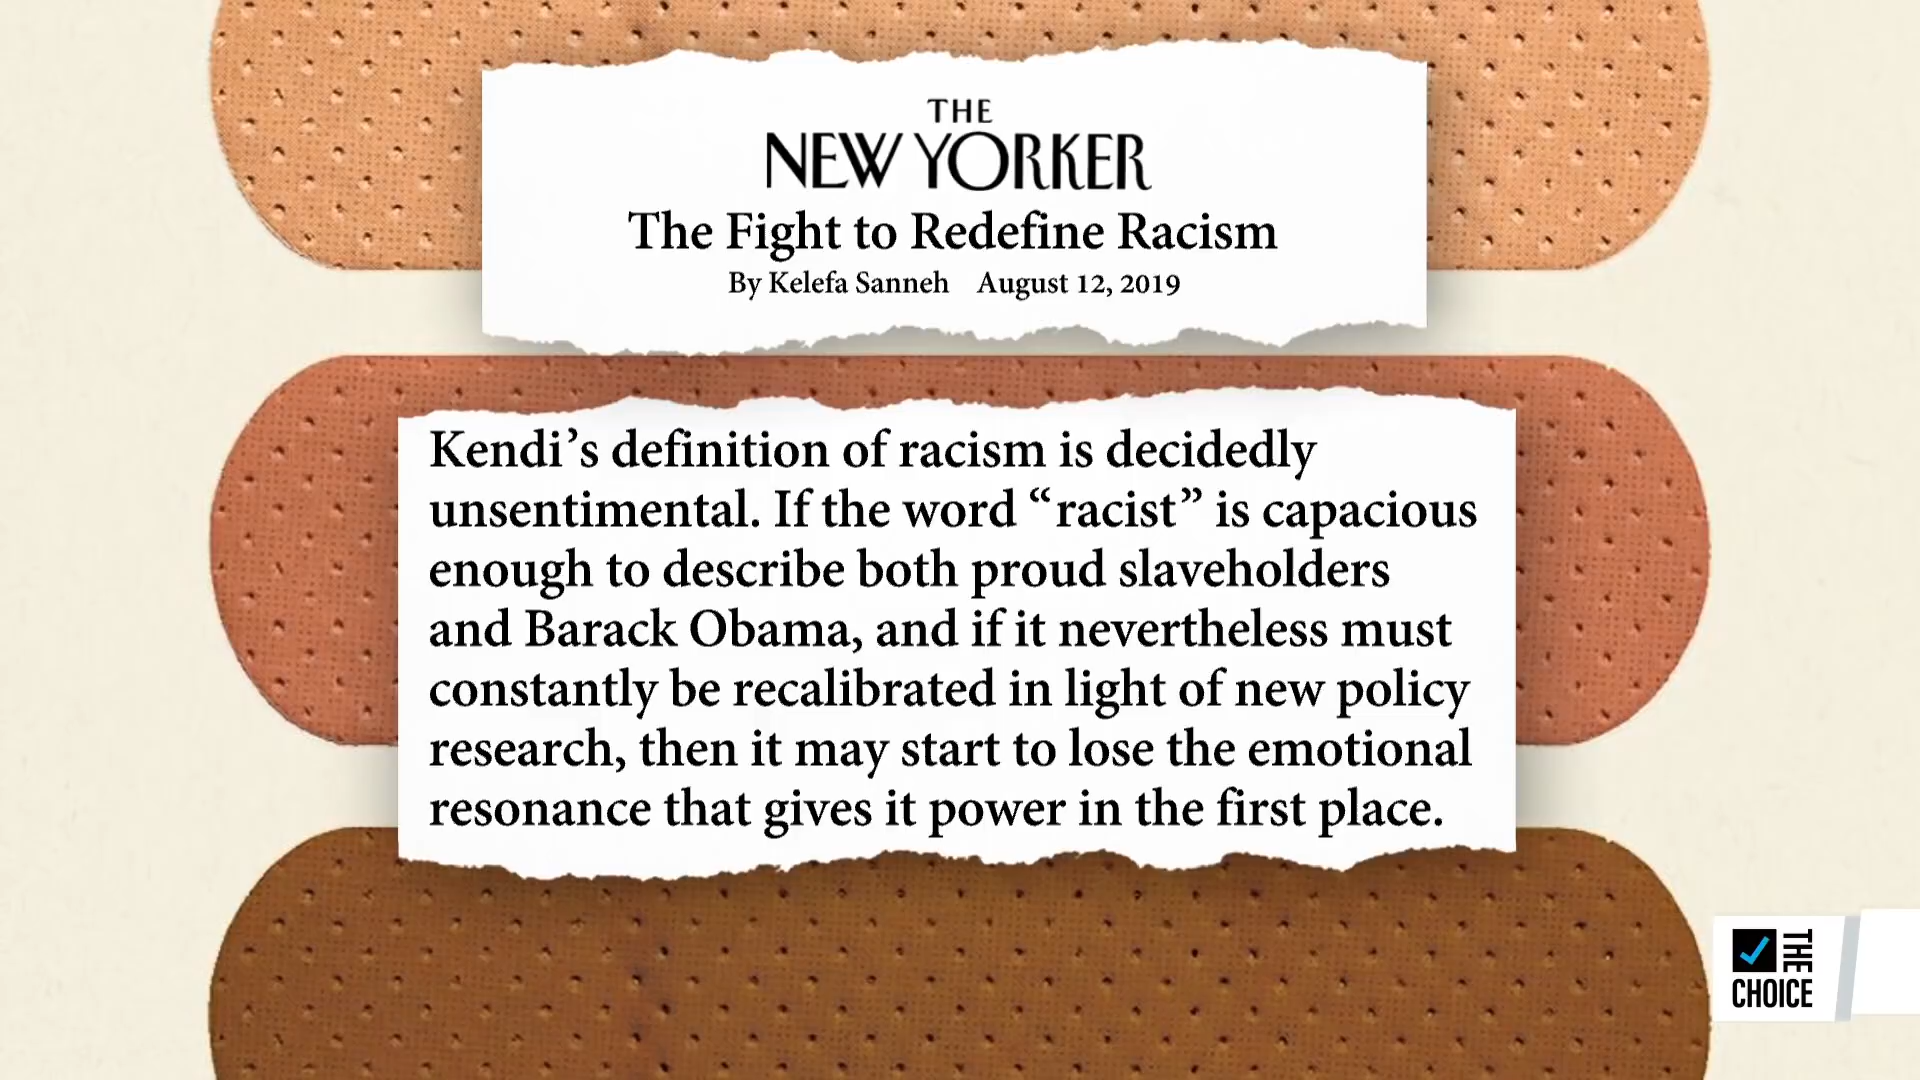 THE
NEW YORKER
The Fight to Redefine Racism
By Kelefa Sanneh August 12, 2019
Kendi’s definition of racism is decidedly
unsentimental. If the word “racist” is capacious
enough to describe both proud slaveholders
and Barack Obama, and if it nevertheless must
constantly be recalibrated in light of new policy
research, then it may start to lose the emotional
resonance that gives it power in the first place.
THE
CHOICE